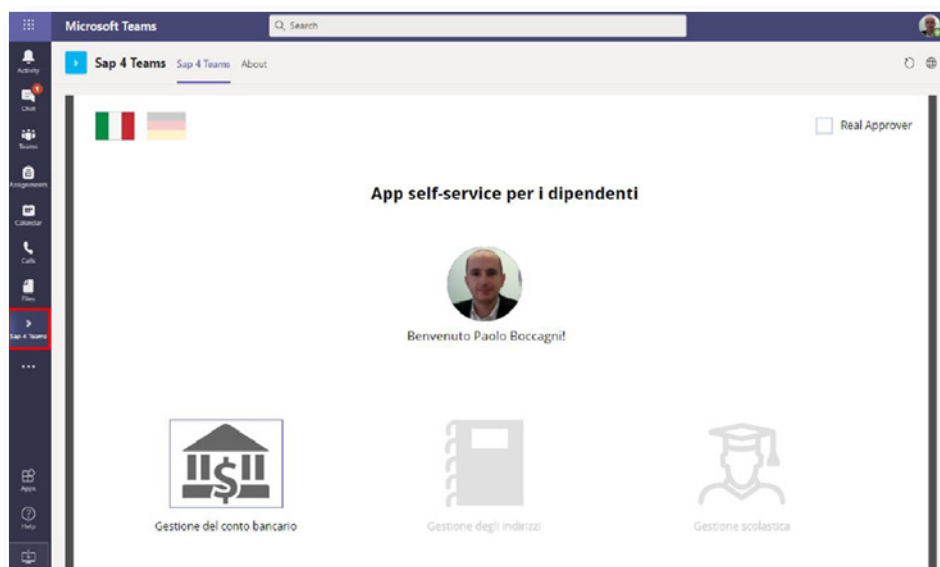 Microsoft Teams
Search
Activity
Sap 4 Teams Sap 4 Teams About
1
Chat
Real Approver
Teams
Assignments
App self-service per i dipendenti
Calendar
Calls
Files
Sap 4 Teams
Benvenuto Paolo Boccagni!
Apps
Help
Gestione del conto bancario Gestione degli indirizzi Gestione scolastica